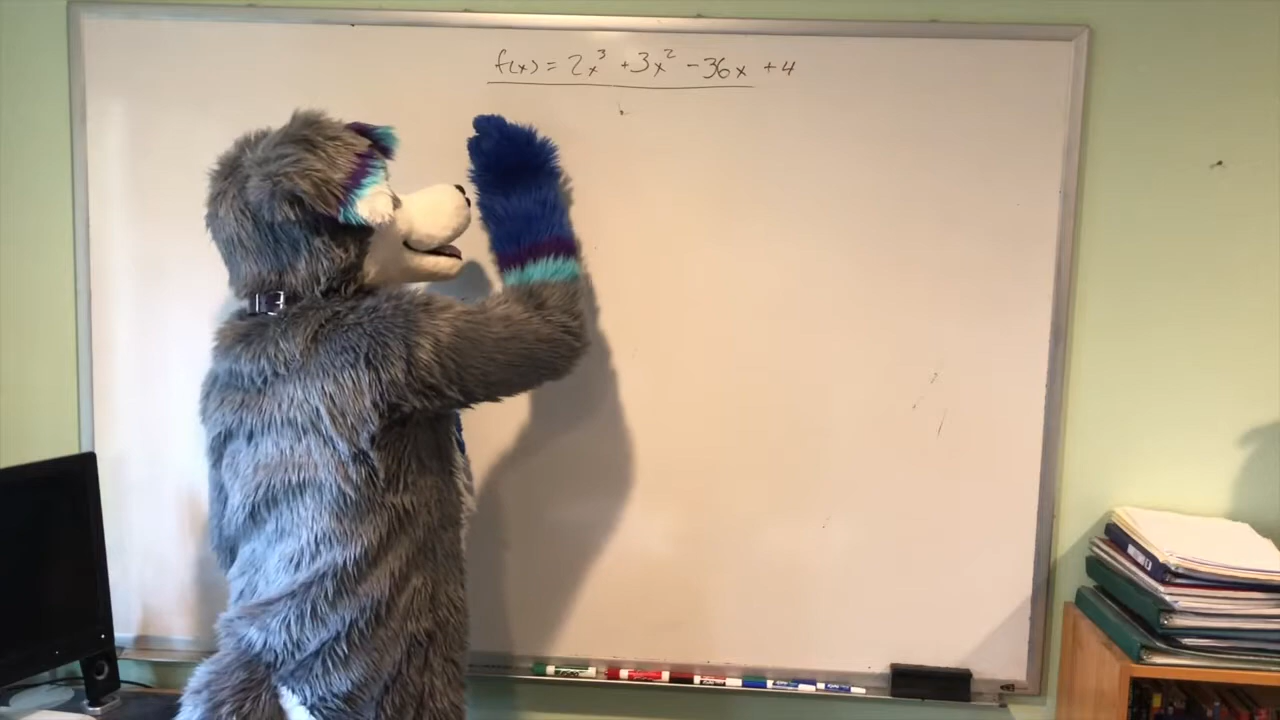 f(x) = 2x³ + 3x² - 36x + 4